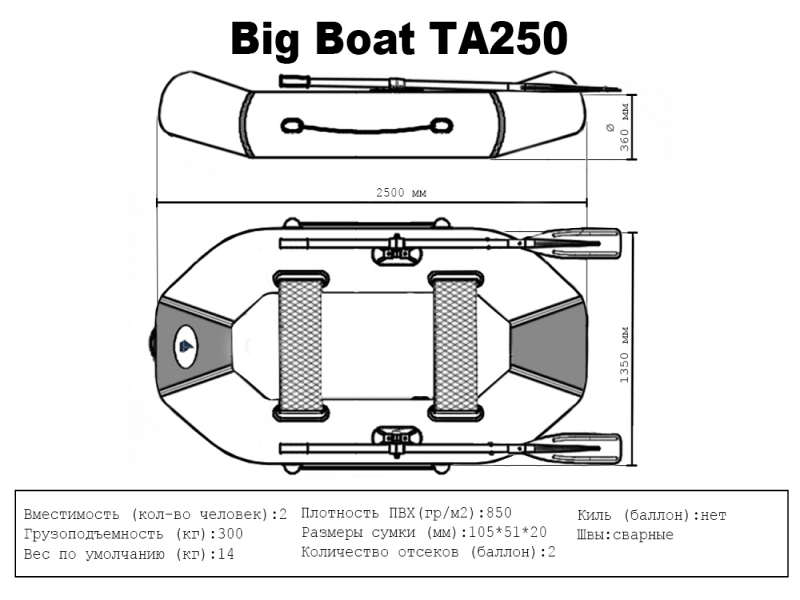 Big Boat TA250
Ø 360 мм
2500 мм
1350 мм
Вместимость (кол-во человек):2
Грузоподъемность (кг):300
Вес по умолчанию (кг):14
Плотность ПВХ(гр/м2):850
Размеры сумки (мм):105*51*20
Количество отсеков (баллон):2
Киль (баллон):нет
Швы:сварные